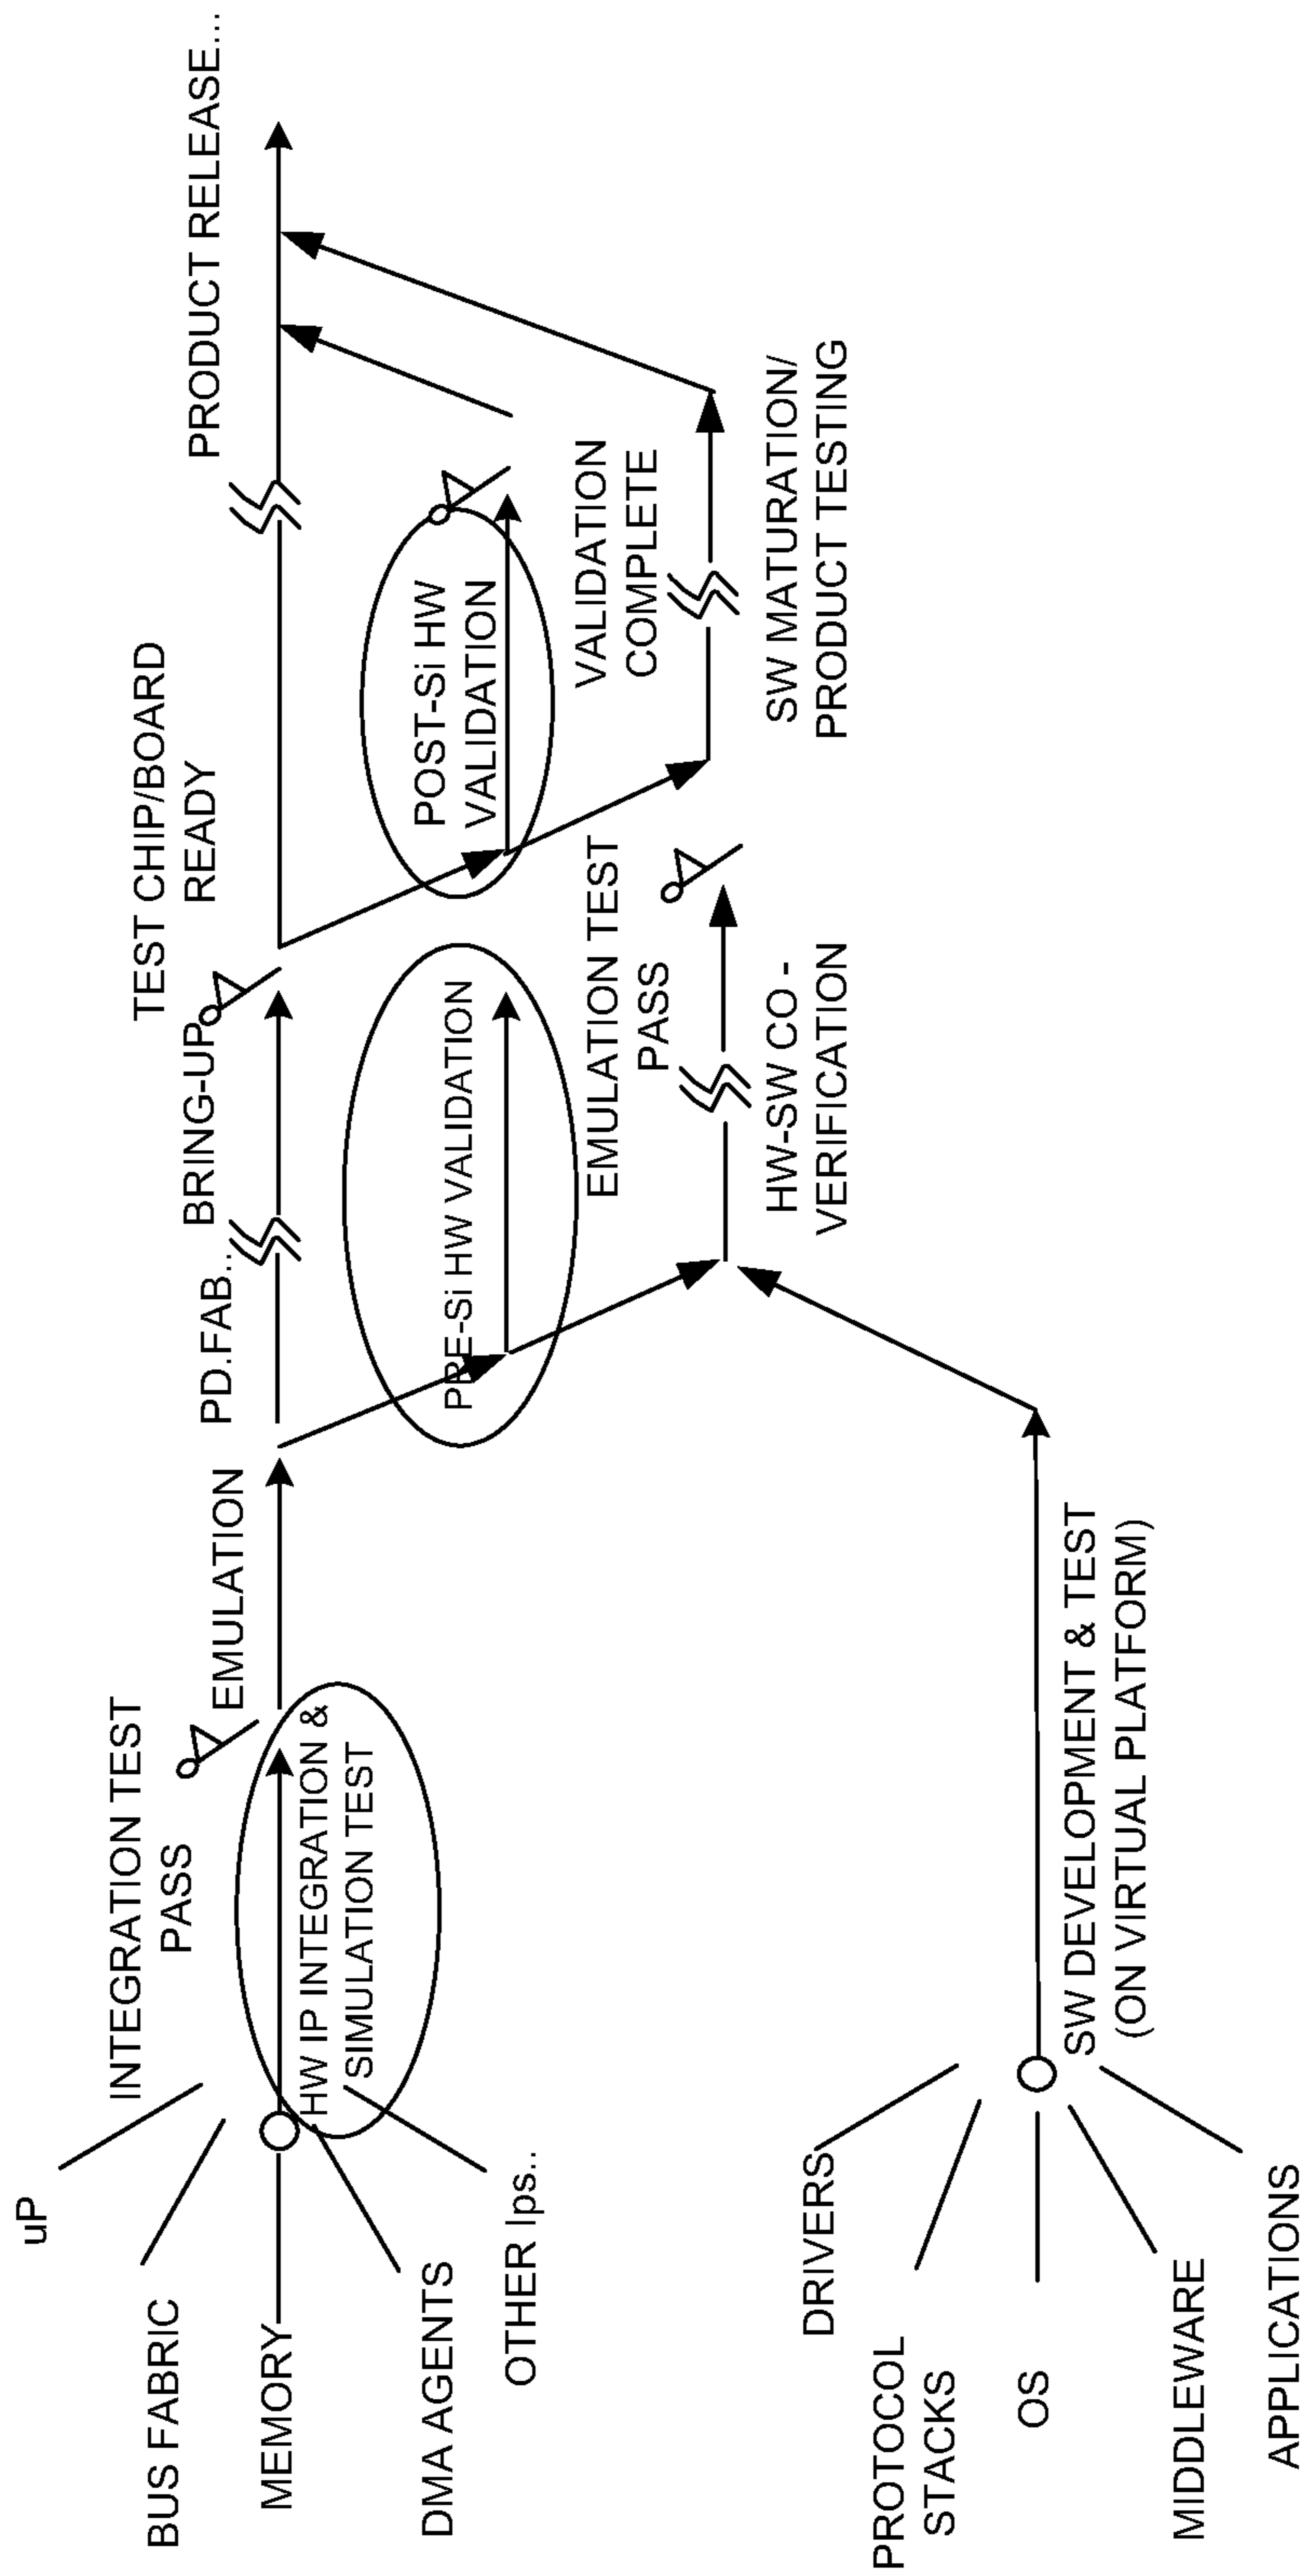 uP
BUS FABRIC
MEMORY
DMA AGENTS
OTHER Ips..
INTEGRATION TEST
PASS
HW IP INTEGRATION &
SIMULATION TEST
EMULATION
PD.FAB..
BRING-UP
PRE-Si HW VALIDATION
TEST CHIP/BOARD
READY
POST-Si HW
VALIDATION
PRODUCT RELEASE...
EMULATION TEST
PASS
VALIDATION
COMPLETE
HW-SW CO -
VERIFICATION
SW MATURATION/
PRODUCT TESTING
DRIVERS
PROTOCOL
STACKS
OS
MIDDLEWARE
APPLICATIONS
SW DEVELOPMENT & TEST
(ON VIRTUAL PLATFORM)